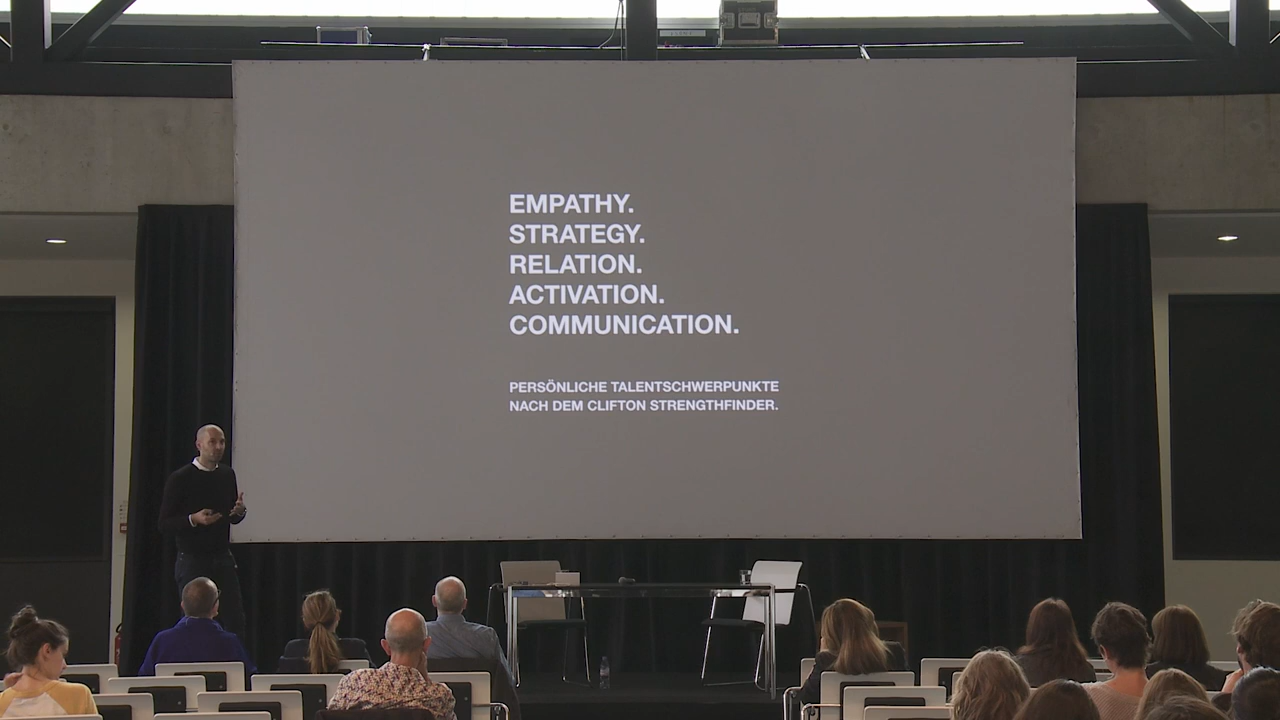 EMPATHY.
STRATEGY.
RELATION.
ACTIVATION.
COMMUNICATION.
PERSÖNLICHE TALENTSCHWERPUNKTE
NACH DEM CLIFTON STRENGTHFINDER.